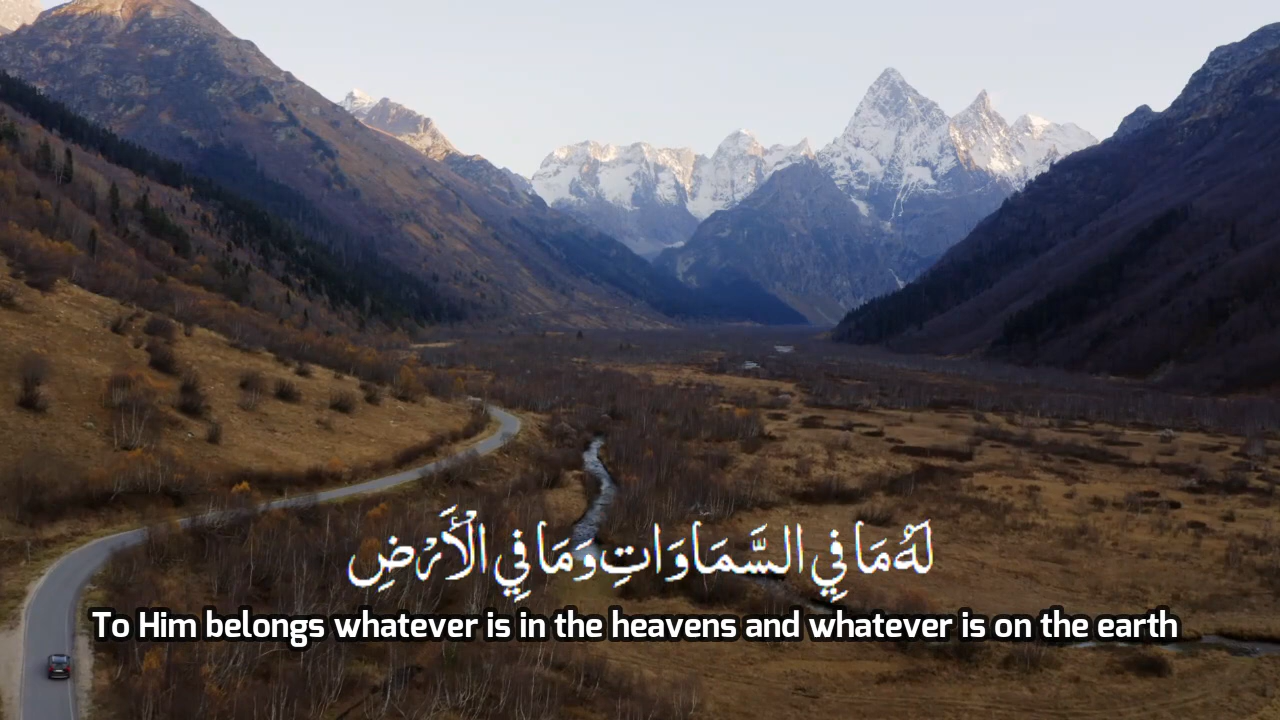 لَهُ مَا فِي السَّمَاوَاتِ وَمَا فِي الْأَرْضِ
To Him belongs whatever is in the heavens and whatever is on the earth